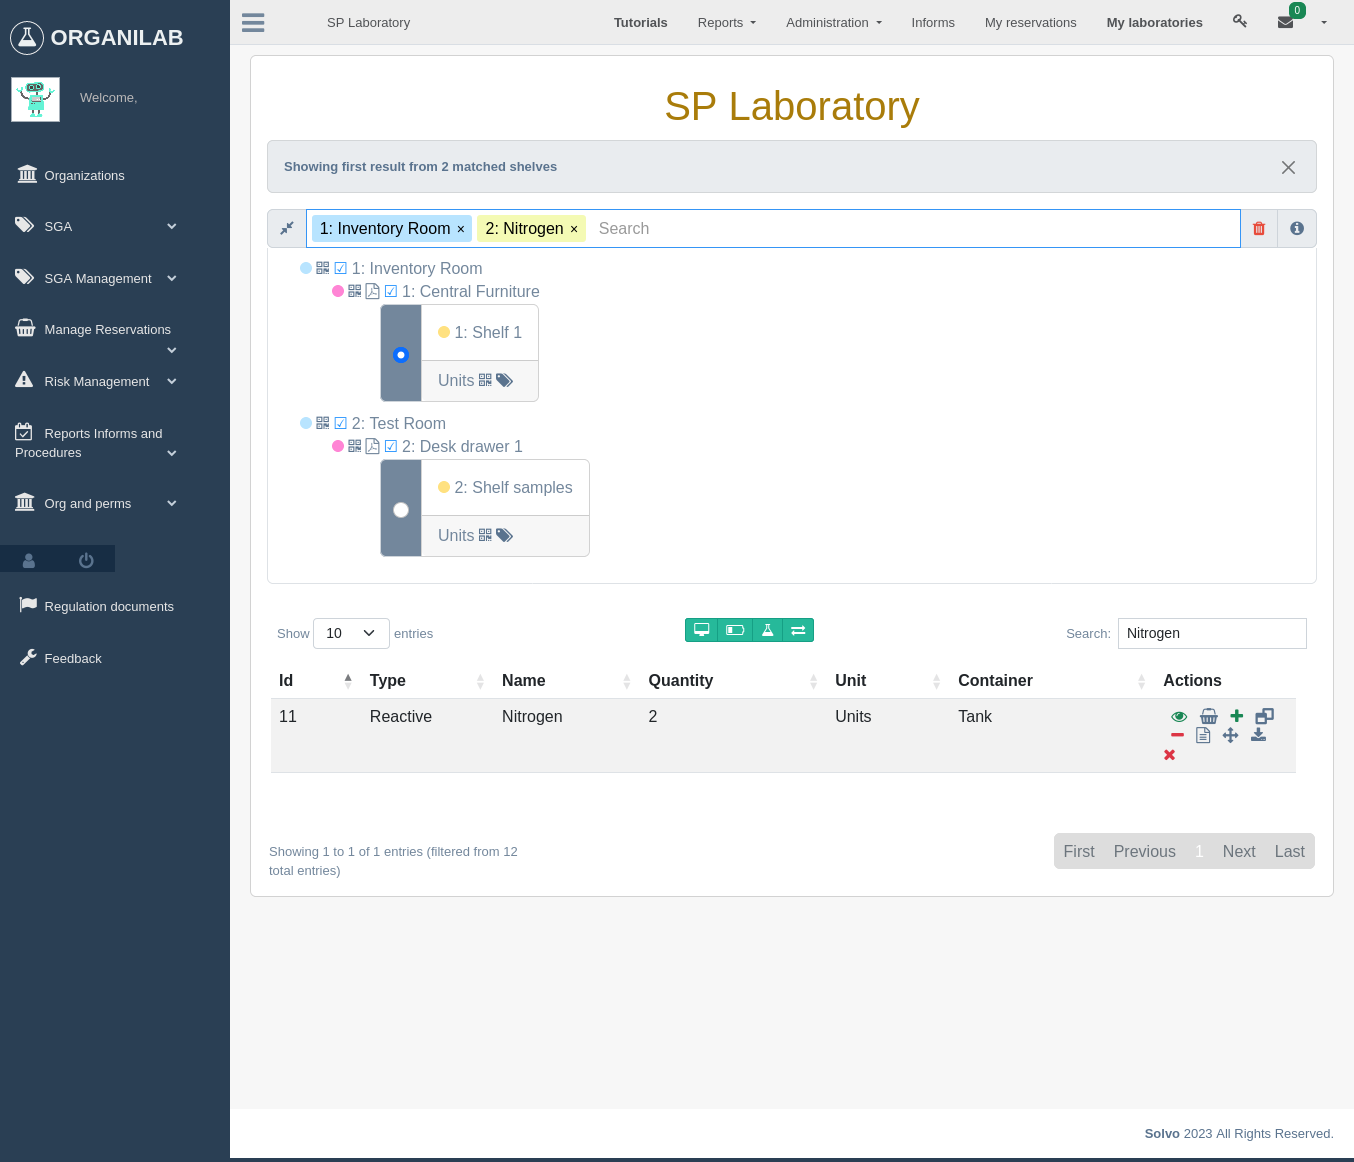 ORGANILAB
Welcome,
Organizations
SGA
SGA Management
Manage Reservations
Risk Management
Reports Informs and
Procedures
Org and perms
Regulation documents
Feedback
SP Laboratory Tutorials Reports Administration Informs My reservations My laboratories 0
SP Laboratory
Showing first result from 2 matched shelves
1: Inventory Room × 2: Nitrogen × Search
1: Inventory Room
1: Central Furniture
1: Shelf 1
Units
2: Test Room
2: Desk drawer 1
2: Shelf samples
Units
Show 10 entries Search: Nitrogen
Id Type Name Quantity Unit Container Actions
11 Reactive Nitrogen 2 Units Tank
Showing 1 to 1 of 1 entries (filtered from 12
total entries)
First Previous 1 Next Last
Solvo 2023 All Rights Reserved.